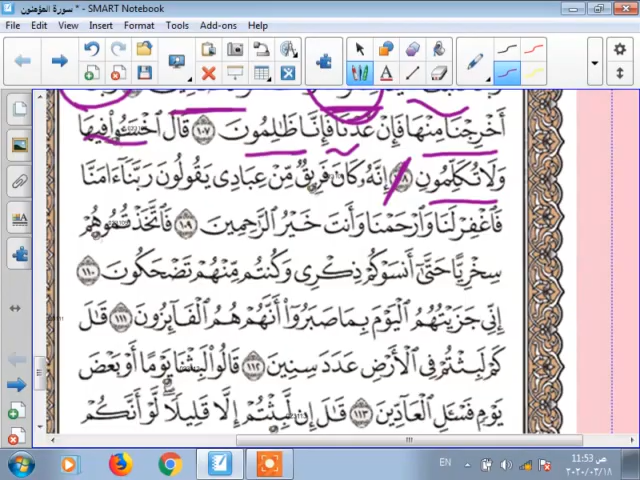 سورة المؤمنون * - SMART Notebook
File Edit View Insert Format Tools Add-ons Help
أَخْرِجْنَا مِنْهَا فَإِنْ عُدْنَا فَإِنَّا ظَٰلِمُونَ ١٠٧ قَالَ ٱخْسَـُٔوا۟ فِيهَا
وَلَا تُكَلِّمُونِ ١٠٨ إِنَّهُۥ كَانَ فَرِيقٌ مِّنْ عِبَادِى يَقُولُونَ رَبَّنَآ ءَامَنَّا
فَٱغْفِرْ لَنَا وَٱرْحَمْنَا وَأَنتَ خَيْرُ ٱلرَّٰحِمِينَ ١٠٩ فَٱتَّخَذْتُمُوهُمْ
سِخْرِيًّا حَتَّىٰٓ أَنسَوْكُمْ ذِكْرِى وَكُنتُم مِّنْهُمْ تَضْحَكُونَ ١١٠
إِنِّى جَزَيْتُهُمُ ٱلْيَوْمَ بِمَا صَبَرُوٓا۟ أَنَّهُمْ هُمُ ٱلْفَآئِزُونَ ١١١ قَٰلَ
كَمْ لَبِثْتُمْ فِى ٱلْأَرْضِ عَدَدَ سِنِينَ ١١٢ قَالُوا۟ لَبِثْنَا يَوْمًا أَوْ بَعْضَ
يَوْمٍ فَسْـَٔلِ ٱلْعَآدِّينَ ١١٣ قَٰلَ إِن لَّبِثْتُمْ إِلَّا قَلِيلًا لَّوْ أَنَّكُمْ
EN
11:53 ص
٢٠٢٠/٠٣/١٨